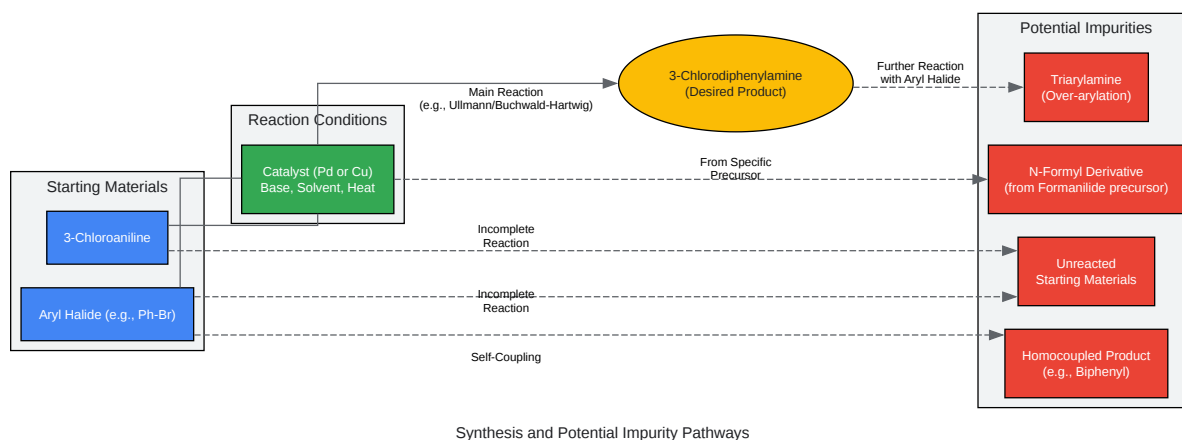 Potential Impurities
3-Chlorodiphenylamine
(Desired Product)
Further Reaction
with Aryl Halide
Triarylamine
(Over-arylation)
Main Reaction
(e.g., Ullmann/Buchwald-Hartwig)
Reaction Conditions
Catalyst (Pd or Cu)
Base, Solvent, Heat
From Specific
Precursor
N-Formyl Derivative
(from Formanilide precursor)
Starting Materials
3-Chloroaniline
Incomplete
Reaction
Unreacted
Starting Materials
Aryl Halide (e.g., Ph-Br)
Incomplete
Reaction
Self-Coupling
Homocoupled Product
(e.g., Biphenyl)
Synthesis and Potential Impurity Pathways